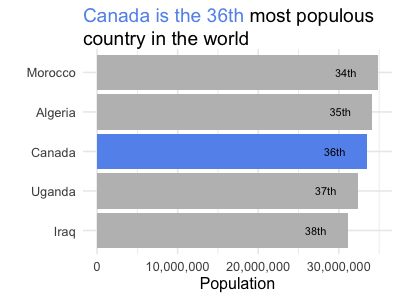 Canada is the 36th most populous
country in the world
Morocco 34th
Algeria 35th
Canada 36th
Uganda 37th
Iraq 38th
0 10,000,000 20,000,000 30,000,000
Population